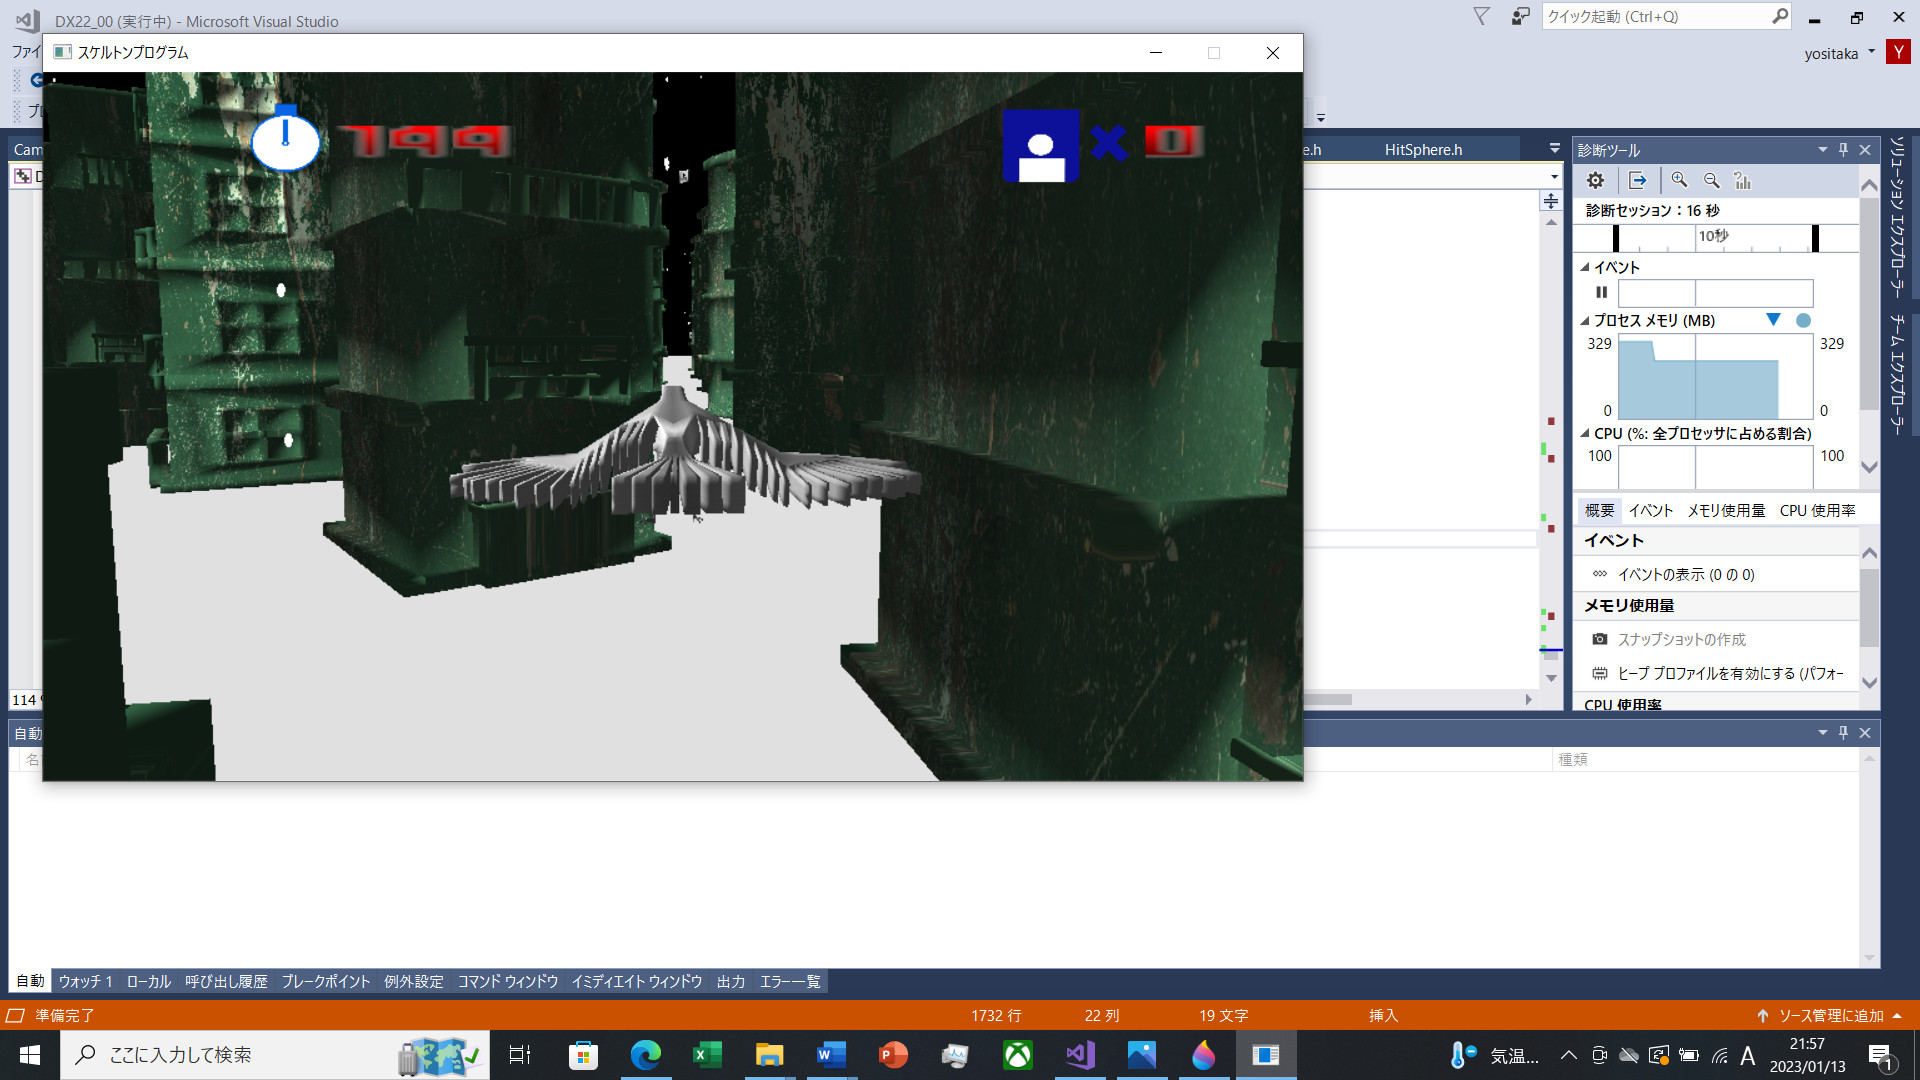 DX22_00 (実行中) - Microsoft Visual Studio
クイック起動 (Ctrl+Q)
ファイ
スケルトンプログラム
yositaka
Y
プロ
199
0
Cam
e.h
HitSphere.h
診断ツール
D
診断セッション：16 秒
10秒
イベント
プロセス メモリ (MB)
329
329
0
0
CPU (%: 全プロセッサに占める割合)
100
100
概要
イベント
メモリ使用量
CPU 使用率
イベント
イベントの表示 (0 の 0)
メモリ使用量
スナップショットの作成
ヒープ プロファイルを有効にする (パフォー
CPU 使用率
ソリューション エクスプローラー
チーム エクスプローラー
114 %
自動
名
種類
自動
ウォッチ 1
ローカル
呼び出し履歴
ブレークポイント
例外設定
コマンド ウィンドウ
イミディエイト ウィンドウ
出力
エラー一覧
準備完了
1732 行
22 列
19 文字
挿入
ソース管理に追加
ここに入力して検索
気温...
A
21:57
2023/01/13
1